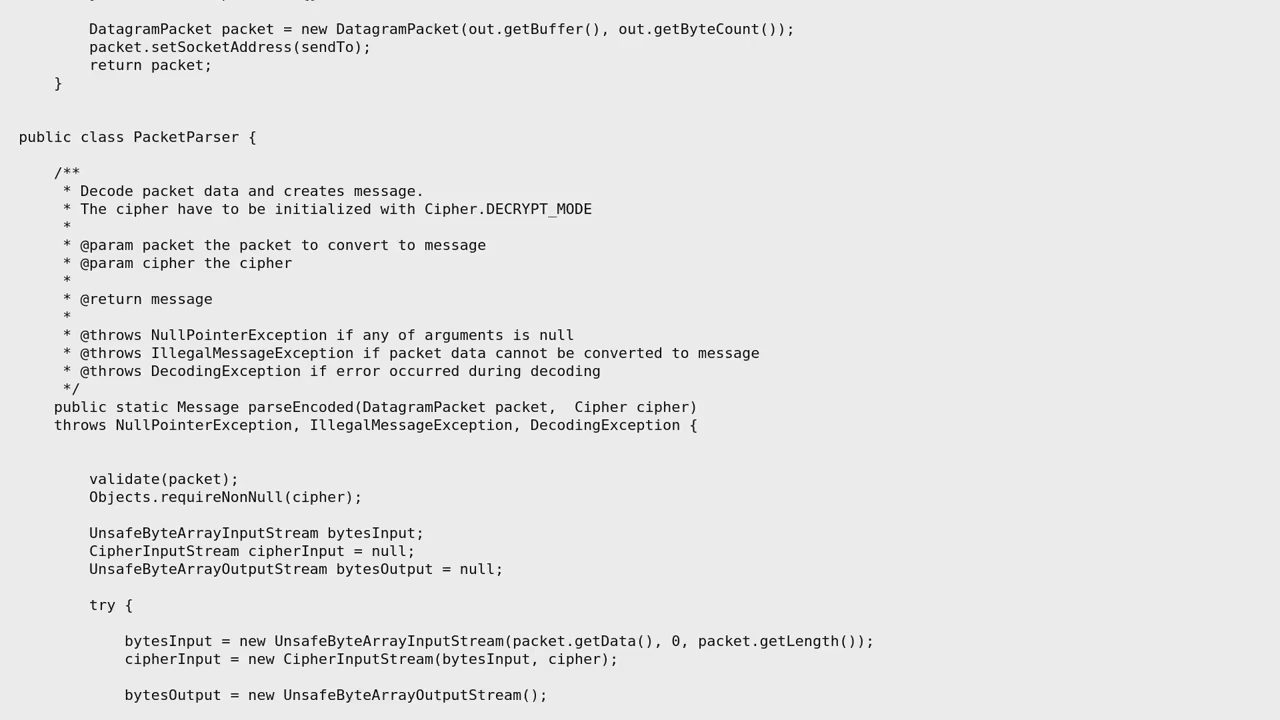 DatagramPacket packet = new DatagramPacket(out.getBuffer(), out.getByteCount());
        packet.setSocketAddress(sendTo);
        return packet;
    }
public class PacketParser {
    /**
     * Decode packet data and creates message.
     * The cipher have to be initialized with Cipher.DECRYPT_MODE
     *
     * @param packet the packet to convert to message
     * @param cipher the cipher
     *
     * @return message
     *
     * @throws NullPointerException if any of arguments is null
     * @throws IllegalMessageException if packet data cannot be converted to message
     * @throws DecodingException if error occurred during decoding
     */
    public static Message parseEncoded(DatagramPacket packet,  Cipher cipher)
    throws NullPointerException, IllegalMessageException, DecodingException {
        validate(packet);
        Objects.requireNonNull(cipher);
        UnsafeByteArrayInputStream bytesInput;
        CipherInputStream cipherInput = null;
        UnsafeByteArrayOutputStream bytesOutput = null;
        try {
            bytesInput = new UnsafeByteArrayInputStream(packet.getData(), 0, packet.getLength());
            cipherInput = new CipherInputStream(bytesInput, cipher);
            bytesOutput = new UnsafeByteArrayOutputStream();